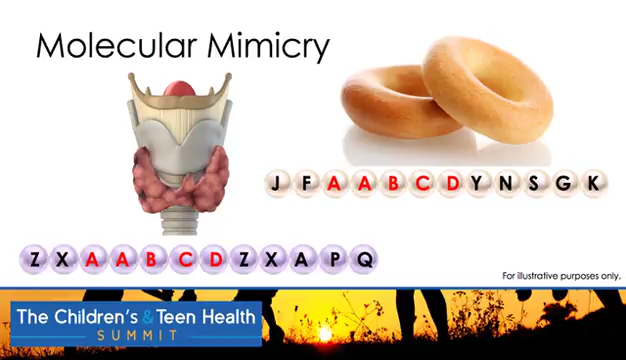 Molecular Mimicry
J F A A B C D Y N S G K
Z X A A B C D Z X A P Q
For illustrative purposes only.
The Children's & Teen Health
SUMMIT